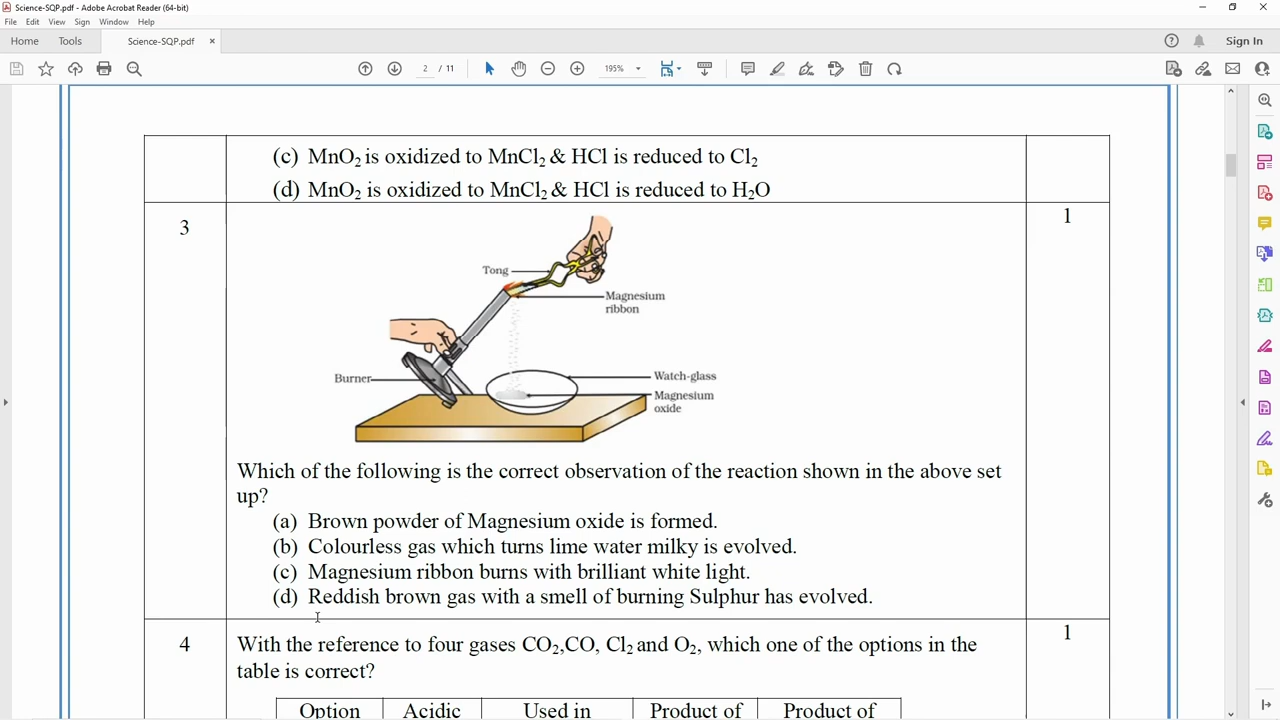 Science-SQP.pdf - Adobe Acrobat Reader (64-bit)
File Edit View Sign Window Help
Home Tools Science-SQP.pdf × Sign In
2 / 11 195%
(c) MnO₂ is oxidized to MnCl₂ & HCl is reduced to Cl₂
(d) MnO₂ is oxidized to MnCl₂ & HCl is reduced to H₂O
3 1
Tong
Magnesium
ribbon
Burner
Watch-glass
Magnesium
oxide
Which of the following is the correct observation of the reaction shown in the above set
up?
(a) Brown powder of Magnesium oxide is formed.
(b) Colourless gas which turns lime water milky is evolved.
(c) Magnesium ribbon burns with brilliant white light.
(d) Reddish brown gas with a smell of burning Sulphur has evolved.
4 With the reference to four gases CO₂,CO, Cl₂ and O₂, which one of the options in the 1
table is correct?
Option Acidic Used in Product of Product of